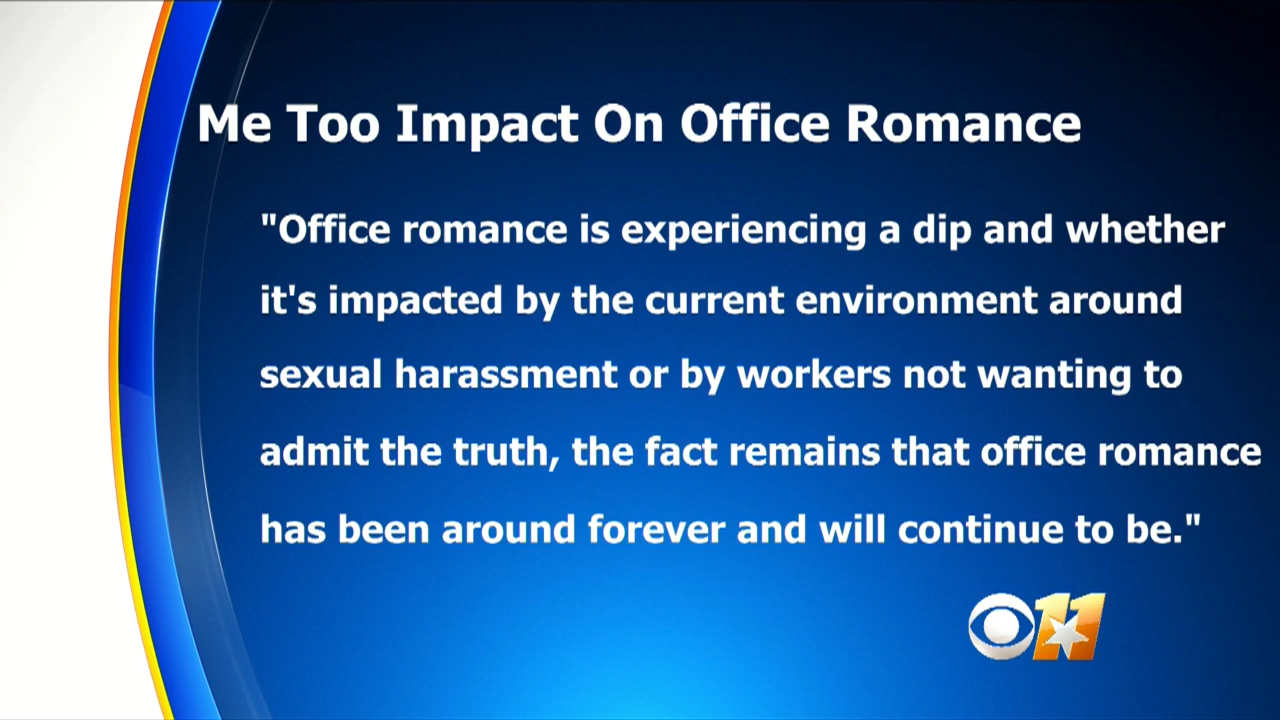 Me Too Impact On Office Romance
"Office romance is experiencing a dip and whether
it's impacted by the current environment around
sexual harassment or by workers not wanting to
admit the truth, the fact remains that office romance
has been around forever and will continue to be."
11